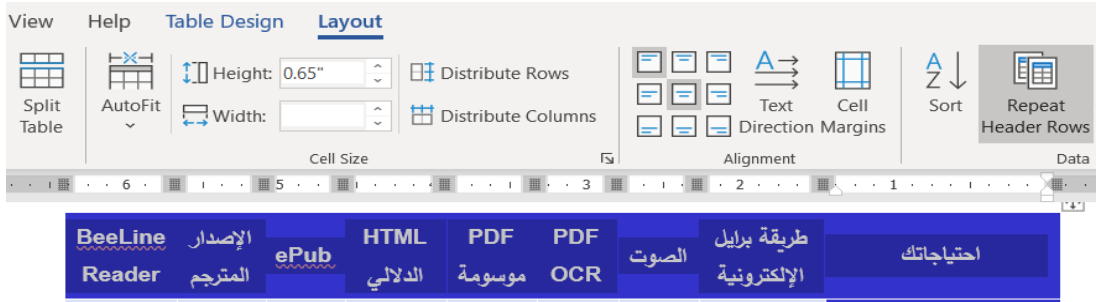 View Help Table Design Layout
Split Table
AutoFit
Height: 0.65"
Width:
Distribute Rows
Distribute Columns
Cell Size
Text Direction
Cell Margins
Alignment
Sort
Repeat Header Rows
Data
6 5 4 3 2 1
احتياجاتك
طريقة برايل
الإلكترونية
الصوت
PDF
OCR
PDF
موسومة
HTML
الدلالي
ePub
الإصدار
المترجم
BeeLine
Reader